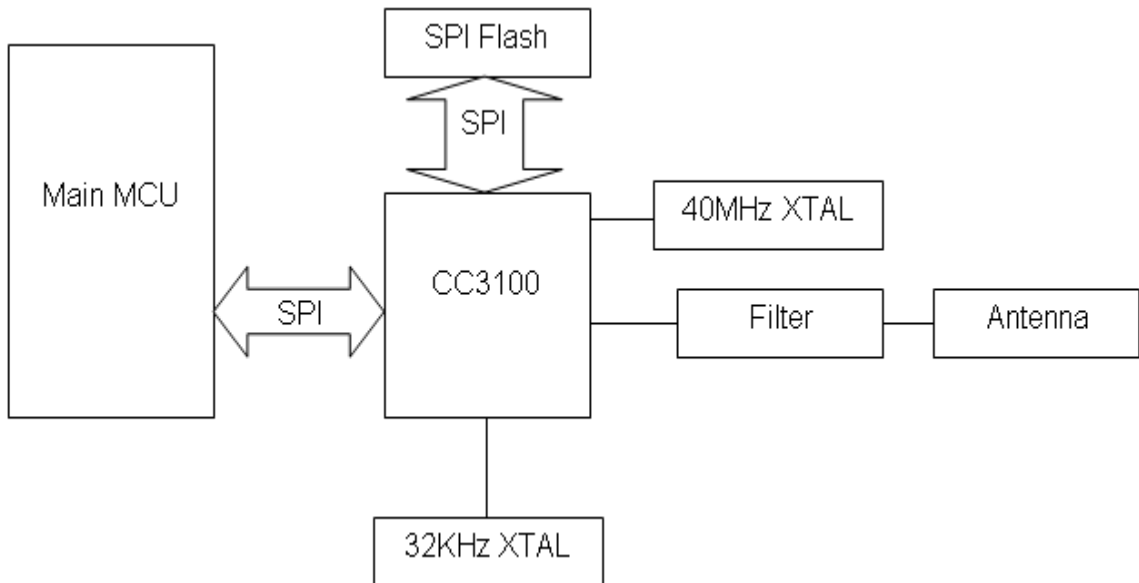 SPI Flash
SPI
Main MCU
40MHz XTAL
CC3100
SPI
Filter
Antenna
32KHz XTAL